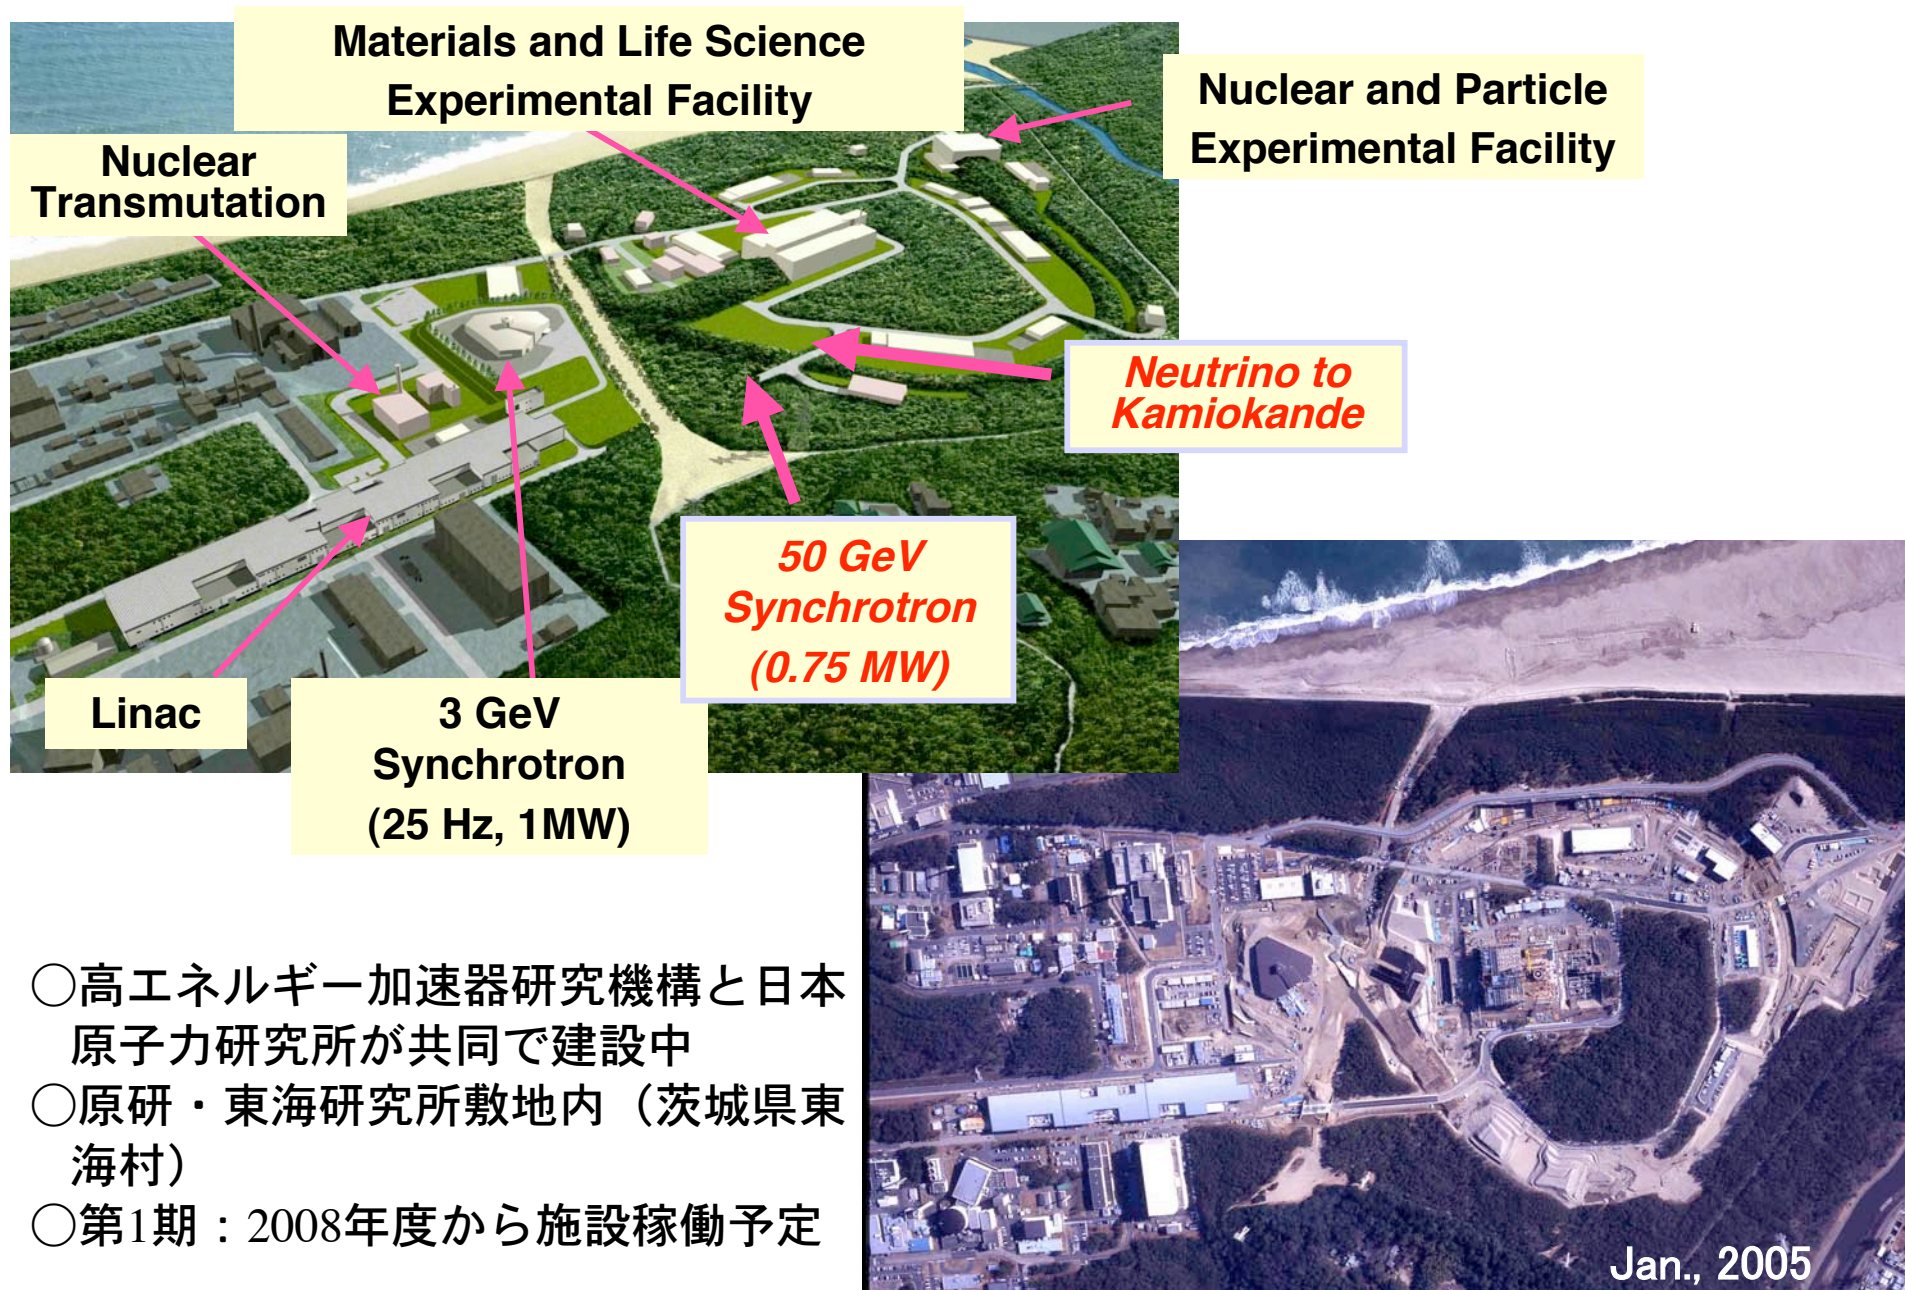 Materials and Life Science
Experimental Facility
Nuclear and Particle
Experimental Facility
Nuclear
Transmutation
Neutrino to
Kamiokande
50 GeV
Synchrotron
(0.75 MW)
Linac
3 GeV
Synchrotron
(25 Hz, 1MW)
○高エネルギー加速器研究機構と日本
原子力研究所が共同で建設中
○原研・東海研究所敷地内（茨城県東
海村）
○第1期：2008年度から施設稼働予定
Jan., 2005